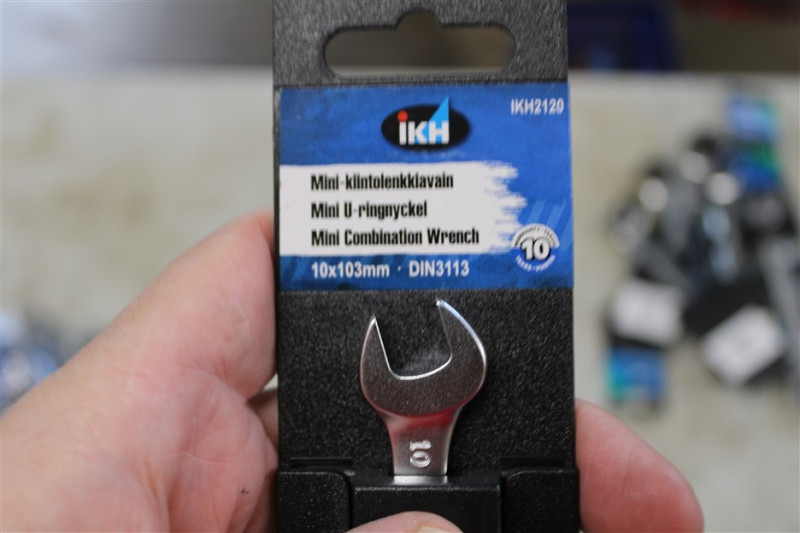 IKH
IKH2120
Mini-kiintolenkkiavain
Mini U-ringnyckel
Mini Combination Wrench
10x103mm · DIN3113
10
10